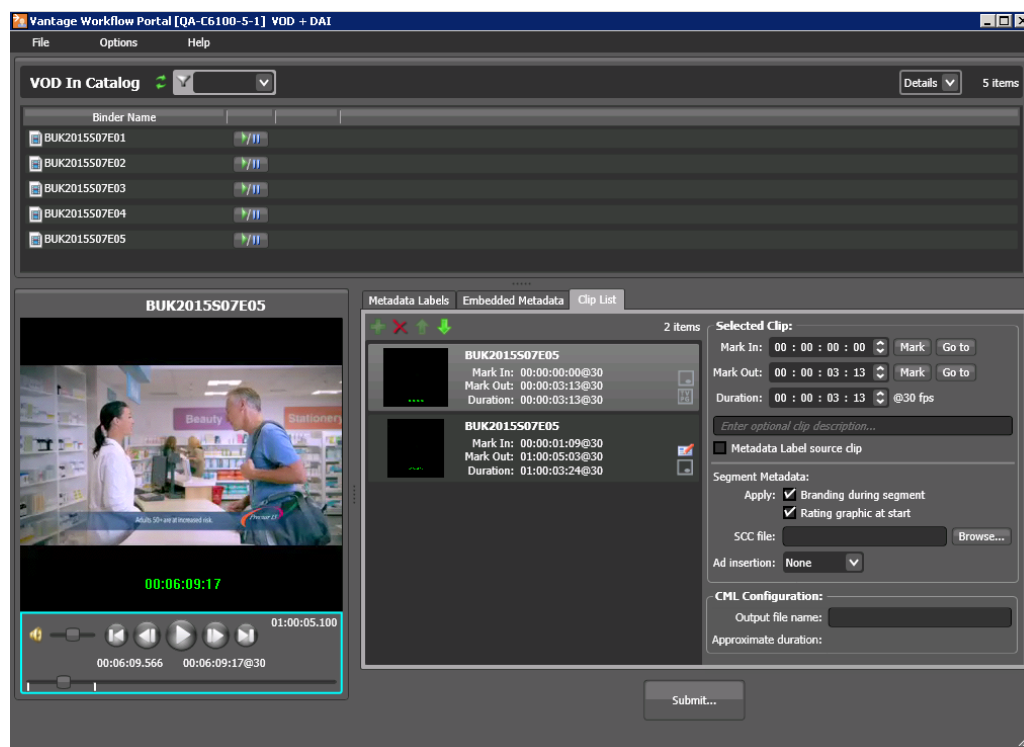 Vantage Workflow Portal [QA-C6100-5-1] VOD + DAI
File Options Help
VOD In Catalog Details 5 items
Binder Name
BUK2015S07E01
BUK2015S07E02
BUK2015S07E03
BUK2015S07E04
BUK2015S07E05
BUK2015S07E05
Beauty Stationery
Adults 50+ are at increased risk.
00:06:09:17
01:00:05.100
00:06:09.566 00:06:09:17@30
Metadata Labels Embedded Metadata Clip List
2 items
BUK2015S07E05
Mark In: 00:00:00:00@30
Mark Out: 00:00:03:13@30
Duration: 00:00:03:13@30
BUK2015S07E05
Mark In: 00:00:01:09@30
Mark Out: 01:00:05:03@30
Duration: 01:00:03:24@30
Selected Clip:
Mark In: 00 : 00 : 00 : 00 Mark Go to
Mark Out: 00 : 00 : 03 : 13 Mark Go to
Duration: 00 : 00 : 03 : 13 @30 fps
Enter optional clip description...
Metadata Label source clip
Segment Metadata:
Apply: Branding during segment
Rating graphic at start
SCC file: Browse...
Ad insertion: None
CML Configuration:
Output file name:
Approximate duration:
Submit...